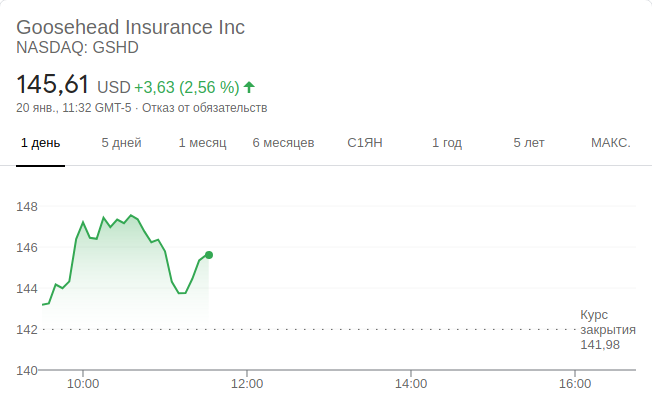 Goosehead Insurance Inc
NASDAQ: GSHD
145,61 USD +3,63 (2,56 %)
20 янв., 11:32 GMT-5 · Отказ от обязательств
1 день 5 дней 1 месяц 6 месяцев С1ЯН 1 год 5 лет МАКС.
148
146
144
142
140
Курс
закрытия
141,98
10:00 12:00 14:00 16:00